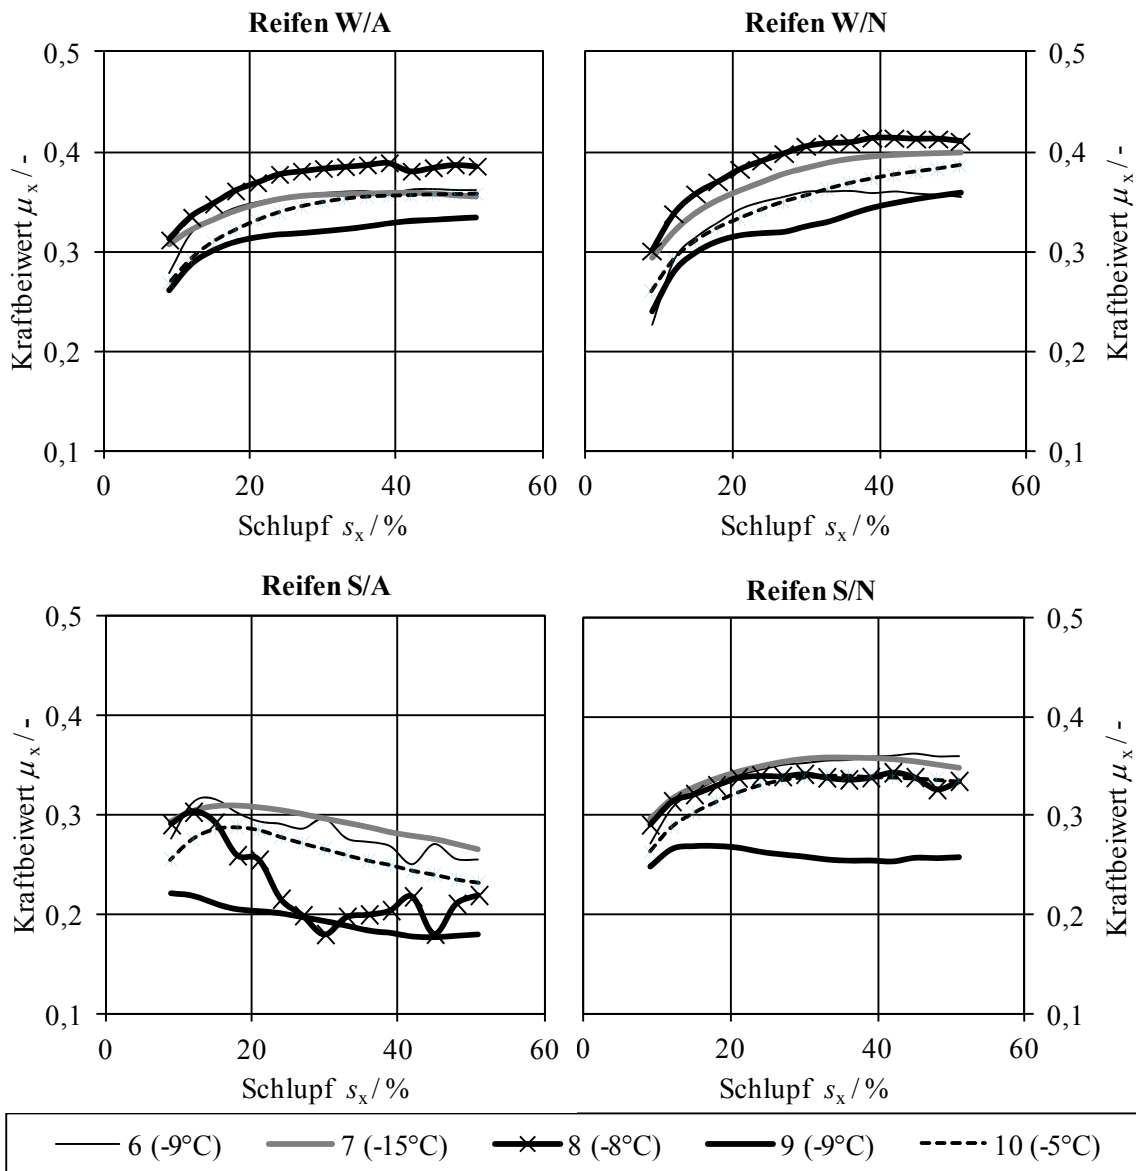 Reifen W/A
Reifen W/N
0,5
0,4
0,3
0,2
0,1
Kraftbeiwert μx / -
0 20 40 60
Schlupf sx / %
0,5
0,4
0,3
0,2
0,1
Kraftbeiwert μx / -
0 20 40 60
Schlupf sx / %
Reifen S/A
Reifen S/N
0,5
0,4
0,3
0,2
0,1
Kraftbeiwert μx / -
0 20 40 60
Schlupf sx / %
0,5
0,4
0,3
0,2
0,1
Kraftbeiwert μx / -
0 20 40 60
Schlupf sx / %
6 (-9°C) 7 (-15°C) 8 (-8°C) 9 (-9°C) 10 (-5°C)